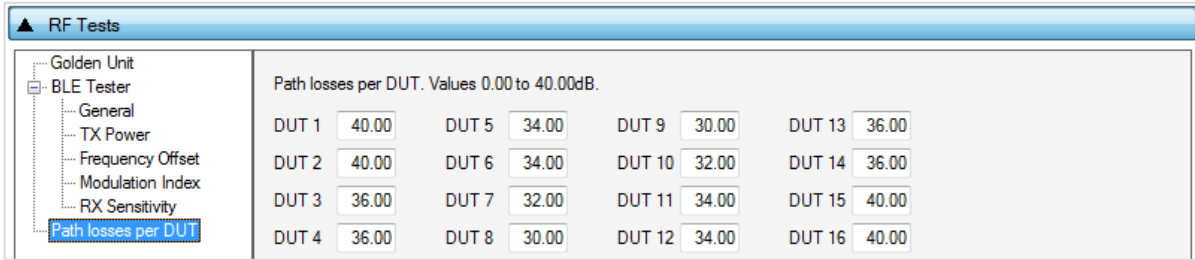 RF Tests
Golden Unit
BLE Tester
General
TX Power
Frequency Offset
Modulation Index
RX Sensitivity
Path losses per DUT
Path losses per DUT. Values 0.00 to 40.00dB.
DUT 1 40.00 DUT 5 34.00 DUT 9 30.00 DUT 13 36.00
DUT 2 40.00 DUT 6 34.00 DUT 10 32.00 DUT 14 36.00
DUT 3 36.00 DUT 7 32.00 DUT 11 34.00 DUT 15 40.00
DUT 4 36.00 DUT 8 30.00 DUT 12 34.00 DUT 16 40.00